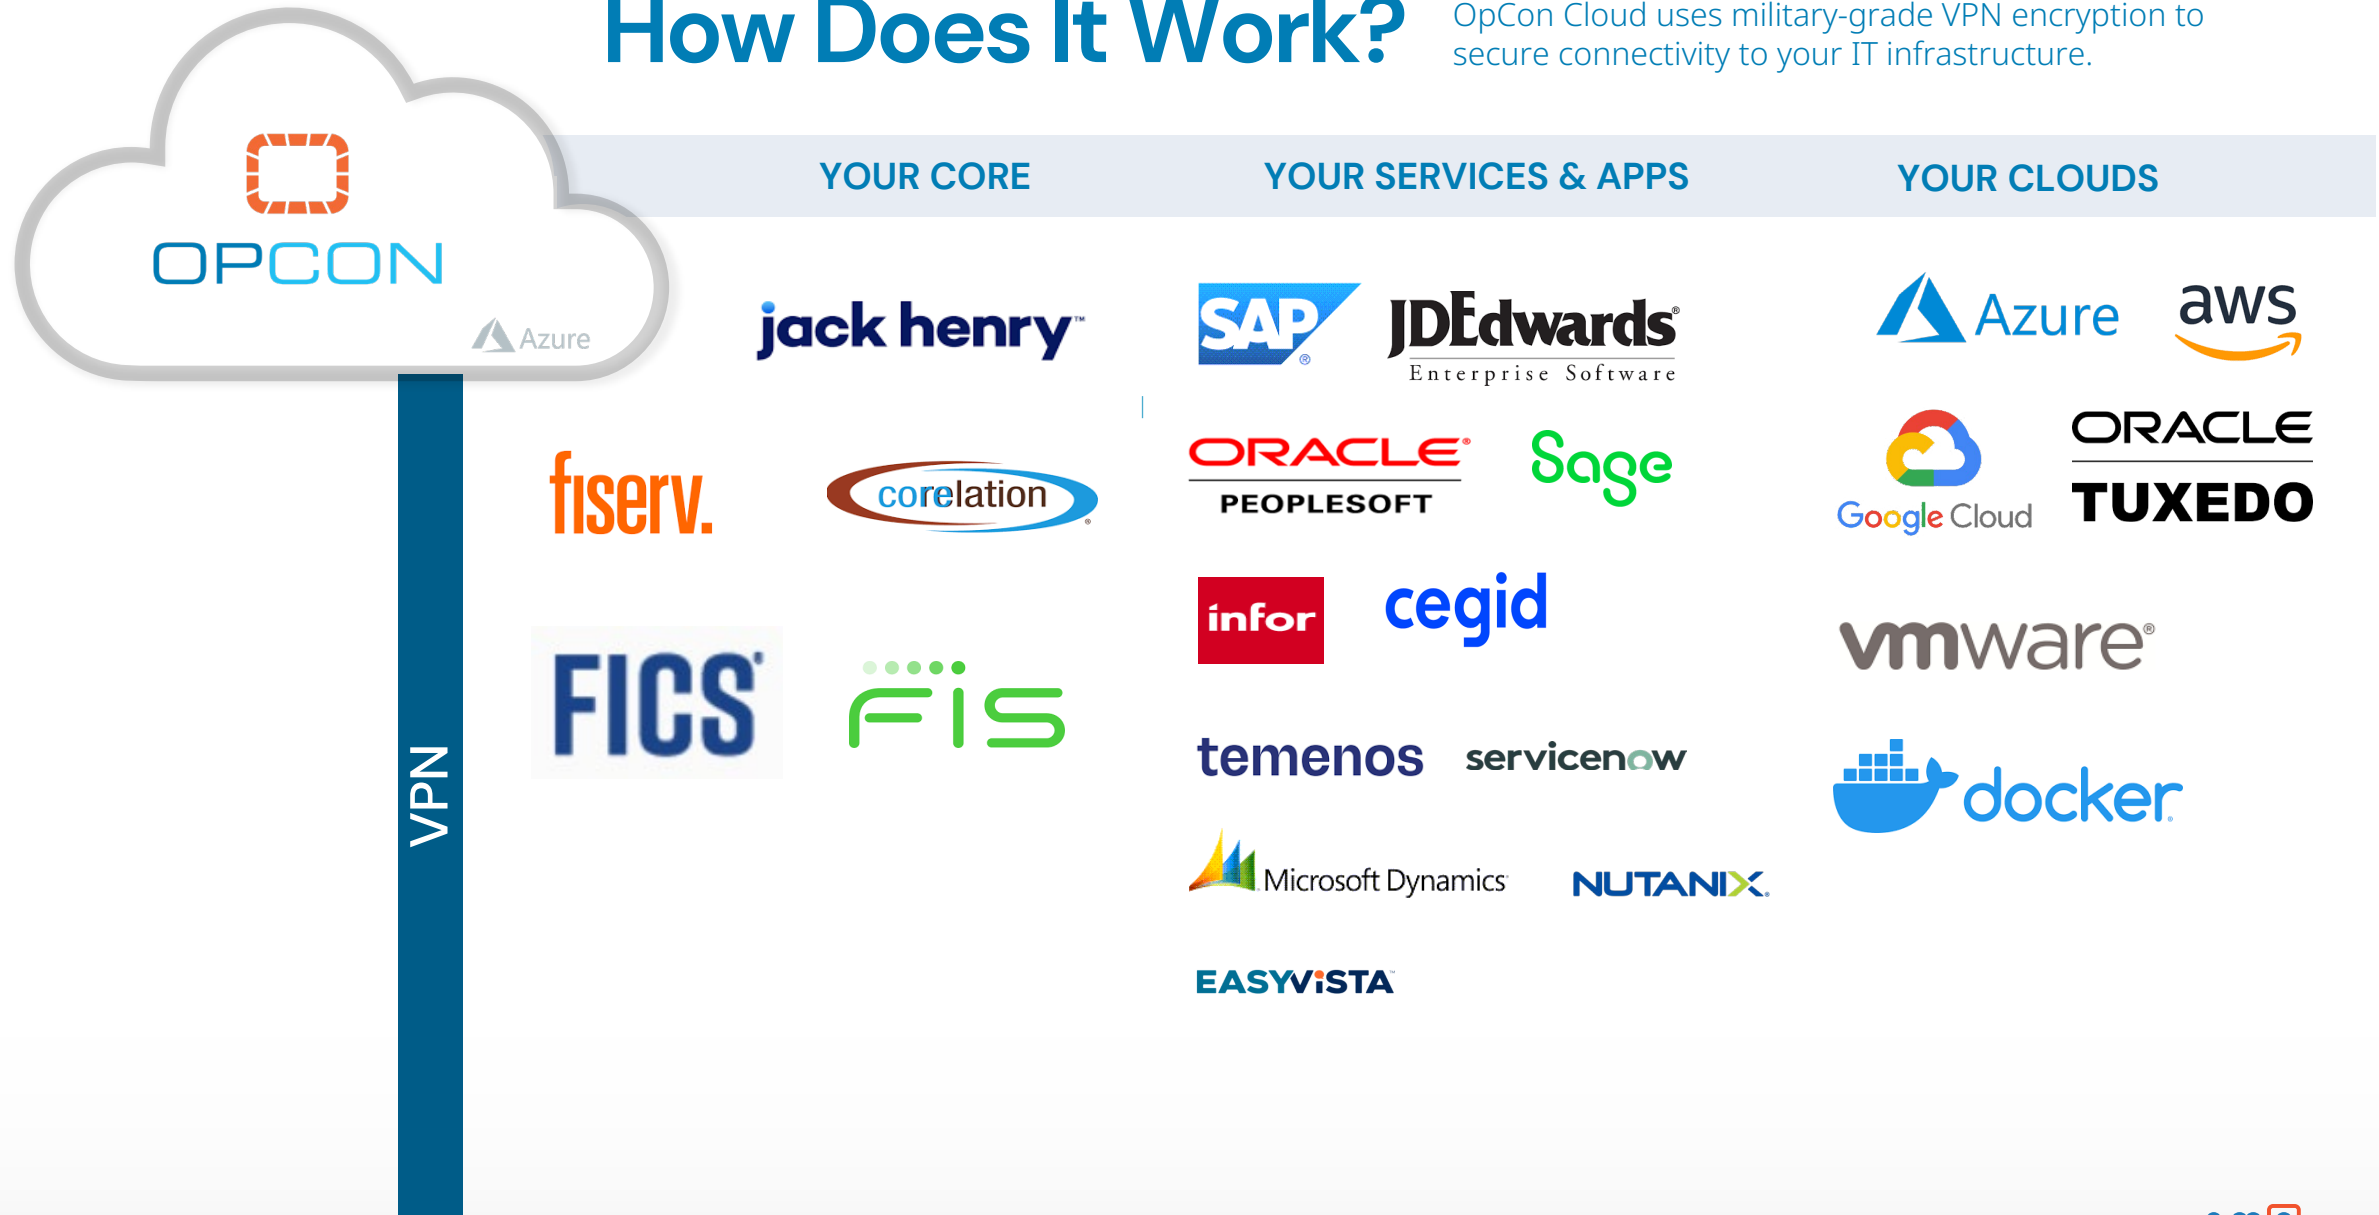 How Does It Work?
OpCon Cloud uses military-grade VPN encryption to
secure connectivity to your IT infrastructure.
OPCON
Azure
VPN
YOUR CORE
YOUR SERVICES & APPS
YOUR CLOUDS
jack henry™
fiserv.
corelation®
FICS®
FIS
SAP®
JDEdwards®
Enterprise Software
ORACLE®
PEOPLESOFT
Sage
infor
cegid
temenos
servicenow
Microsoft Dynamics
NUTANIX®
EASYVISTA™
Azure
aws
Google Cloud
ORACLE
TUXEDO
vmware®
docker®